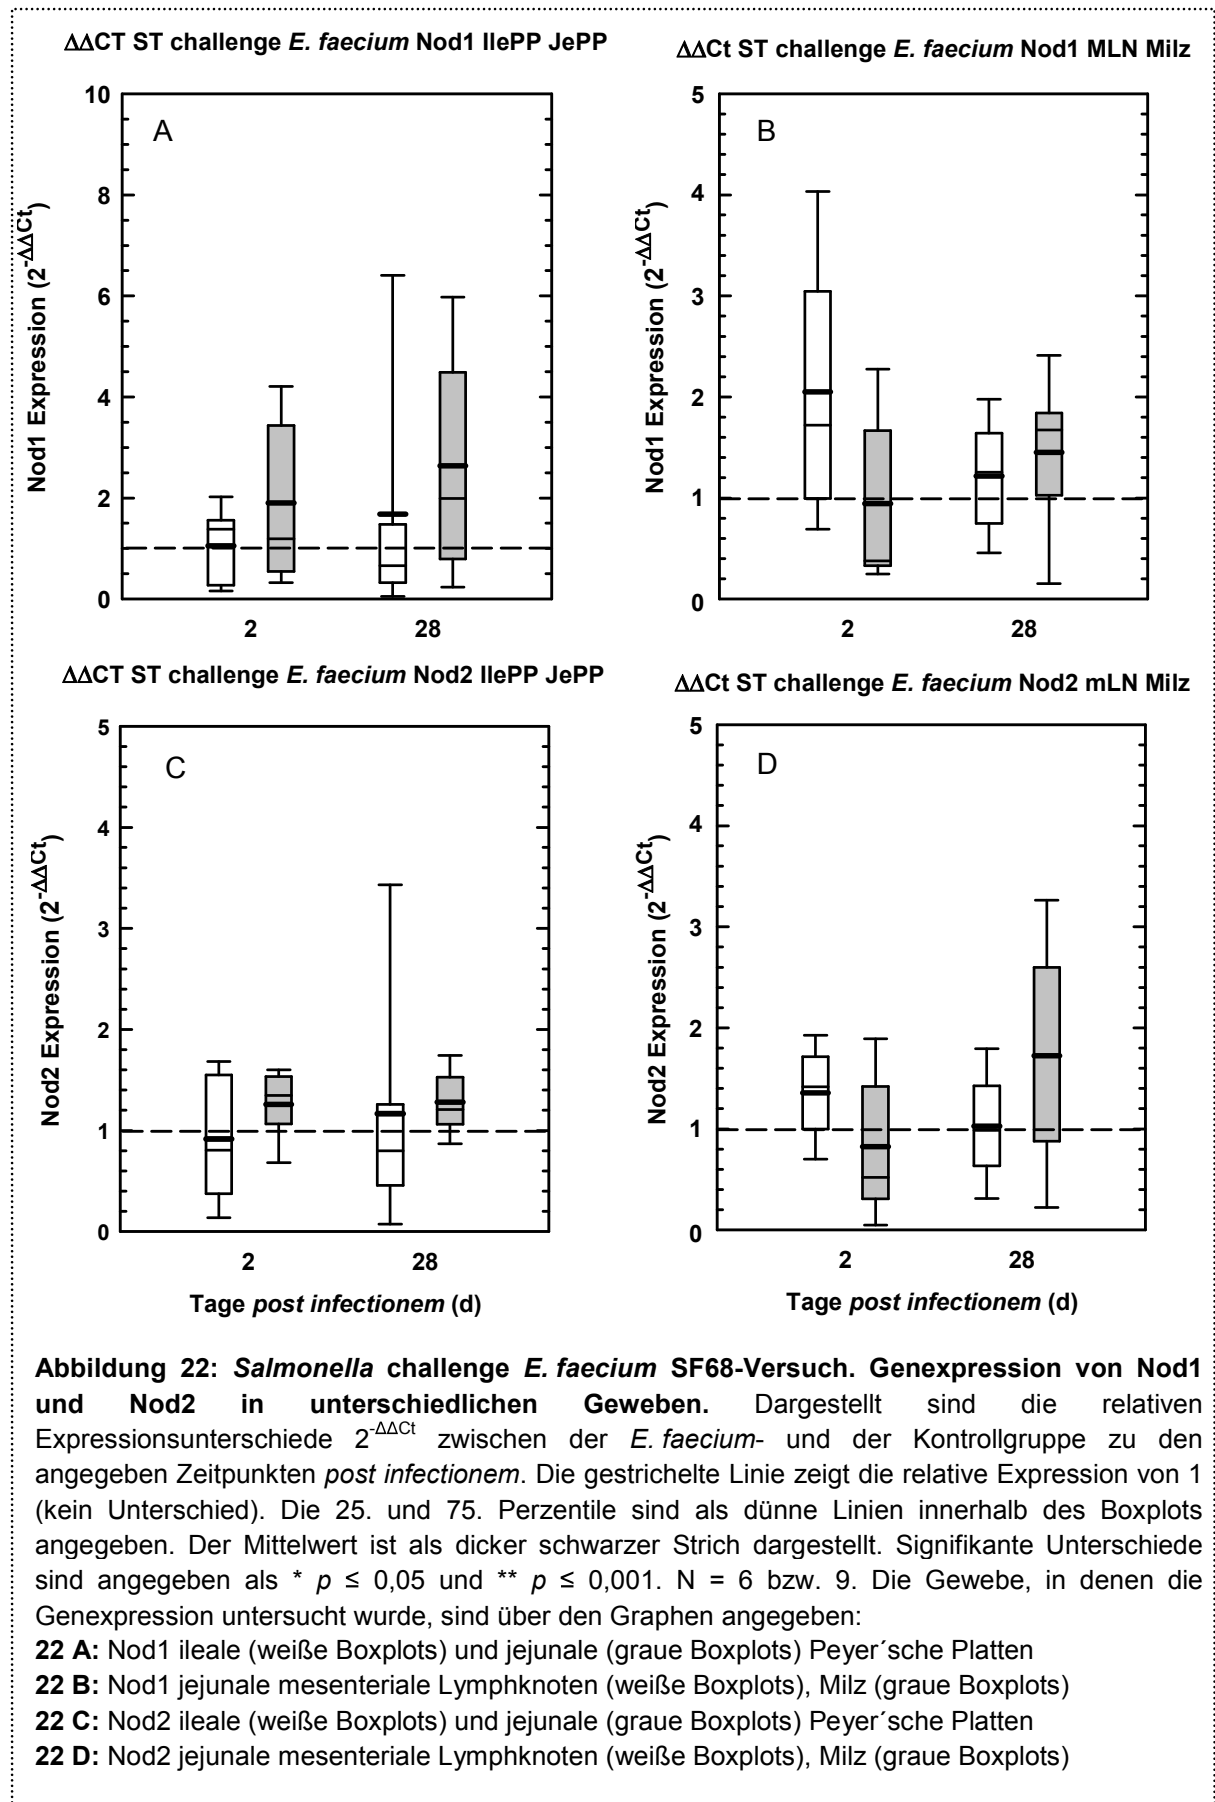 ΔΔCT ST challenge E. faecium Nod1 IlePP JePP
10
8
6
4
2
0
A
Nod1 Expression (2^-ΔΔCt)
2
28
ΔΔCt ST challenge E. faecium Nod1 MLN Milz
5
4
3
2
1
0
B
Nod1 Expression (2^-ΔΔCt)
2
28
ΔΔCT ST challenge E. faecium Nod2 IlePP JePP
5
4
3
2
1
0
C
Nod2 Expression (2^-ΔΔCt)
2
28
Tage post infectionem (d)
ΔΔCt ST challenge E. faecium Nod2 mLN Milz
5
4
3
2
1
0
D
Nod2 Expression (2^-ΔΔCt)
2
28
Tage post infectionem (d)
Abbildung 22: Salmonella challenge E. faecium SF68-Versuch. Genexpression von Nod1
und Nod2 in unterschiedlichen Geweben. Dargestellt sind die relativen
Expressionsunterschiede 2^-ΔΔCt zwischen der E. faecium- und der Kontrollgruppe zu den
angegeben Zeitpunkten post infectionem. Die gestrichelte Linie zeigt die relative Expression von 1
(kein Unterschied). Die 25. und 75. Perzentile sind als dünne Linien innerhalb des Boxplots
angegeben. Der Mittelwert ist als dicker schwarzer Strich dargestellt. Signifikante Unterschiede
sind angegeben als * p ≤ 0,05 und ** p ≤ 0,001. N = 6 bzw. 9. Die Gewebe, in denen die
Genexpression untersucht wurde, sind über den Graphen angegeben:
22 A: Nod1 ileale (weiße Boxplots) und jejunale (graue Boxplots) Peyer´sche Platten
22 B: Nod1 jejunale mesenteriale Lymphknoten (weiße Boxplots), Milz (graue Boxplots)
22 C: Nod2 ileale (weiße Boxplots) und jejunale (graue Boxplots) Peyer´sche Platten
22 D: Nod2 jejunale mesenteriale Lymphknoten (weiße Boxplots), Milz (graue Boxplots)